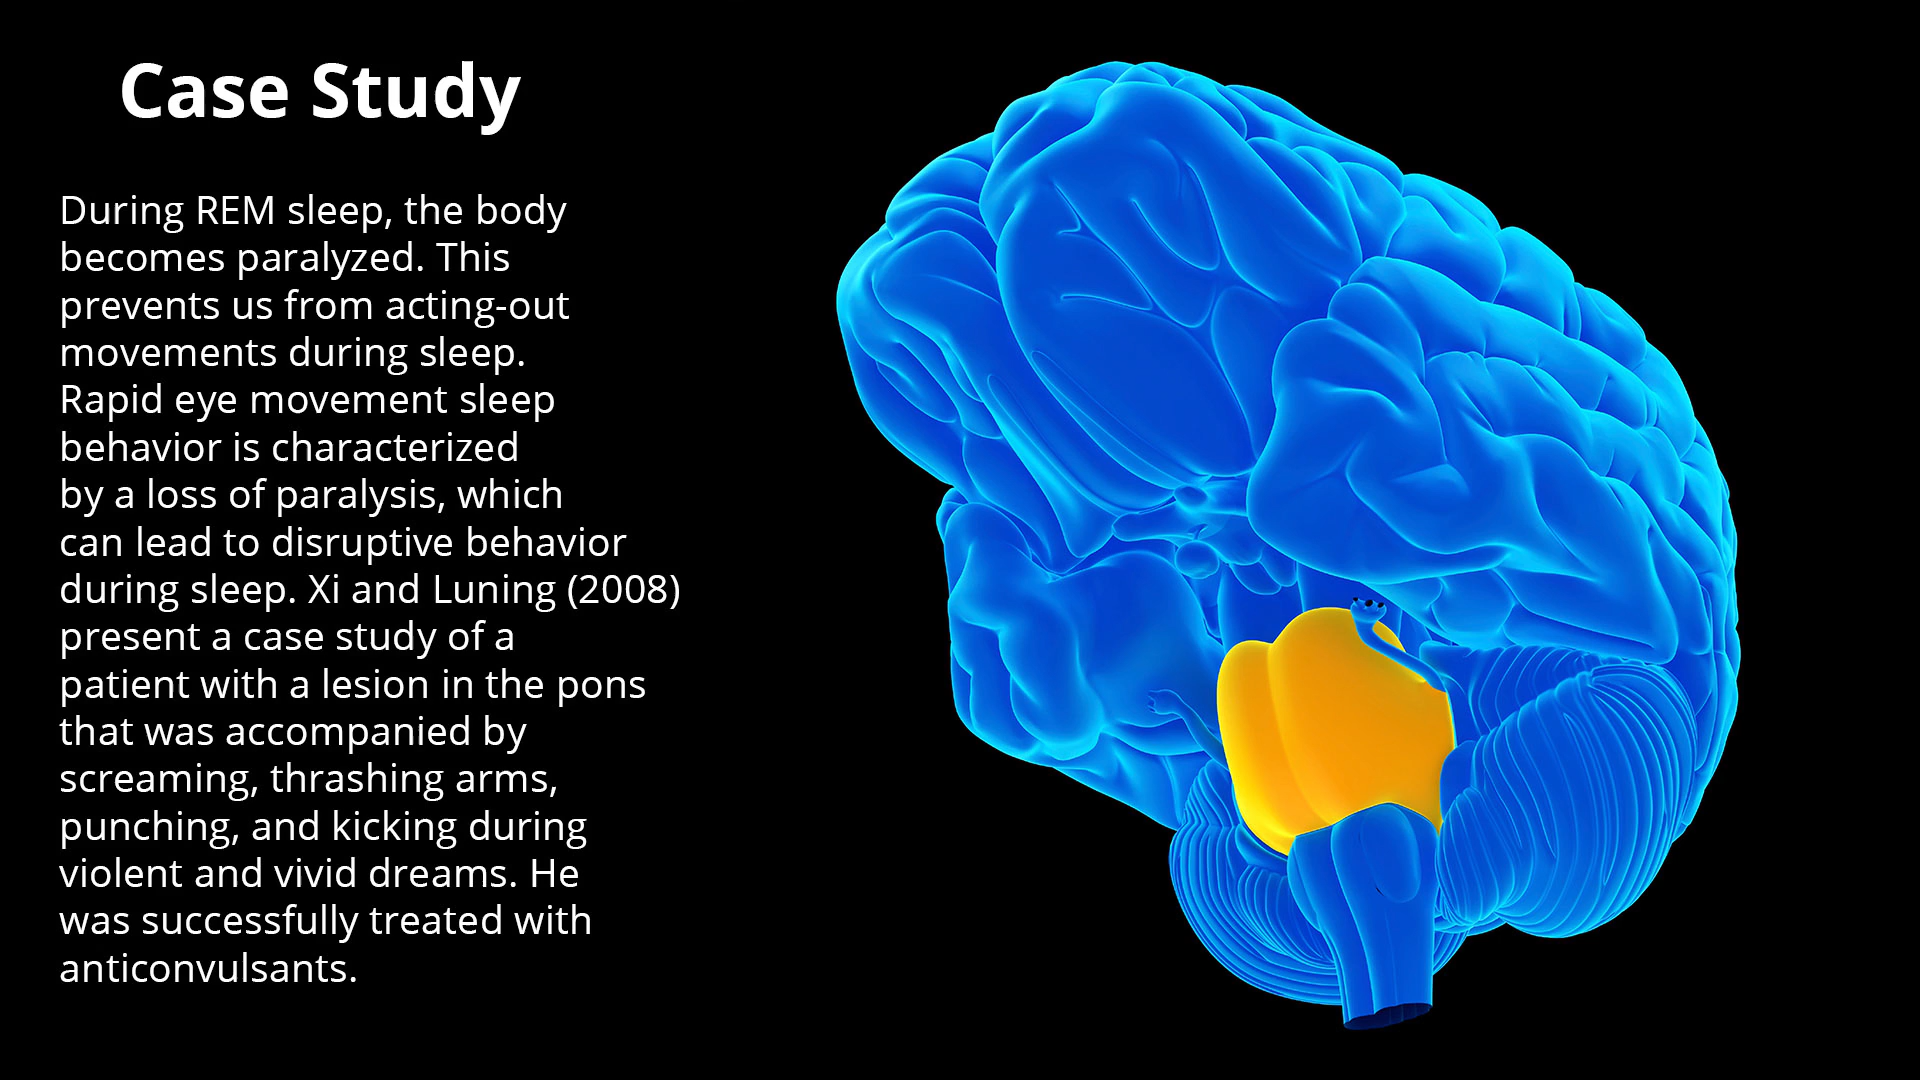 Case Study
During REM sleep, the body
becomes paralyzed. This
prevents us from acting-out
movements during sleep.
Rapid eye movement sleep
behavior is characterized
by a loss of paralysis, which
can lead to disruptive behavior
during sleep. Xi and Luning (2008)
present a case study of a
patient with a lesion in the pons
that was accompanied by
screaming, thrashing arms,
punching, and kicking during
violent and vivid dreams. He
was successfully treated with
anticonvulsants.